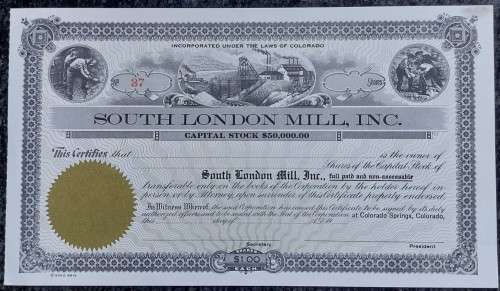 INCORPORATED UNDER THE LAWS OF COLORADO
No 37 Shares
SOUTH LONDON MILL, INC.
CAPITAL STOCK $50,000.00
This Certifies that is the owner
of Shares of the Capital Stock of
South London Mill, Inc., full paid and non-assessable
transferable only on the books of the Corporation by the holder hereof in
person or by Attorney, upon surrender of this Certificate properly endorsed.
In Witness Whereof, the said Corporation has caused this Certificate to be signed by its duly
authorized officers and to be sealed with the Seal of the Corporation at Colorado Springs, Colorado,
this day of
Secretary President
$1.00
EACH